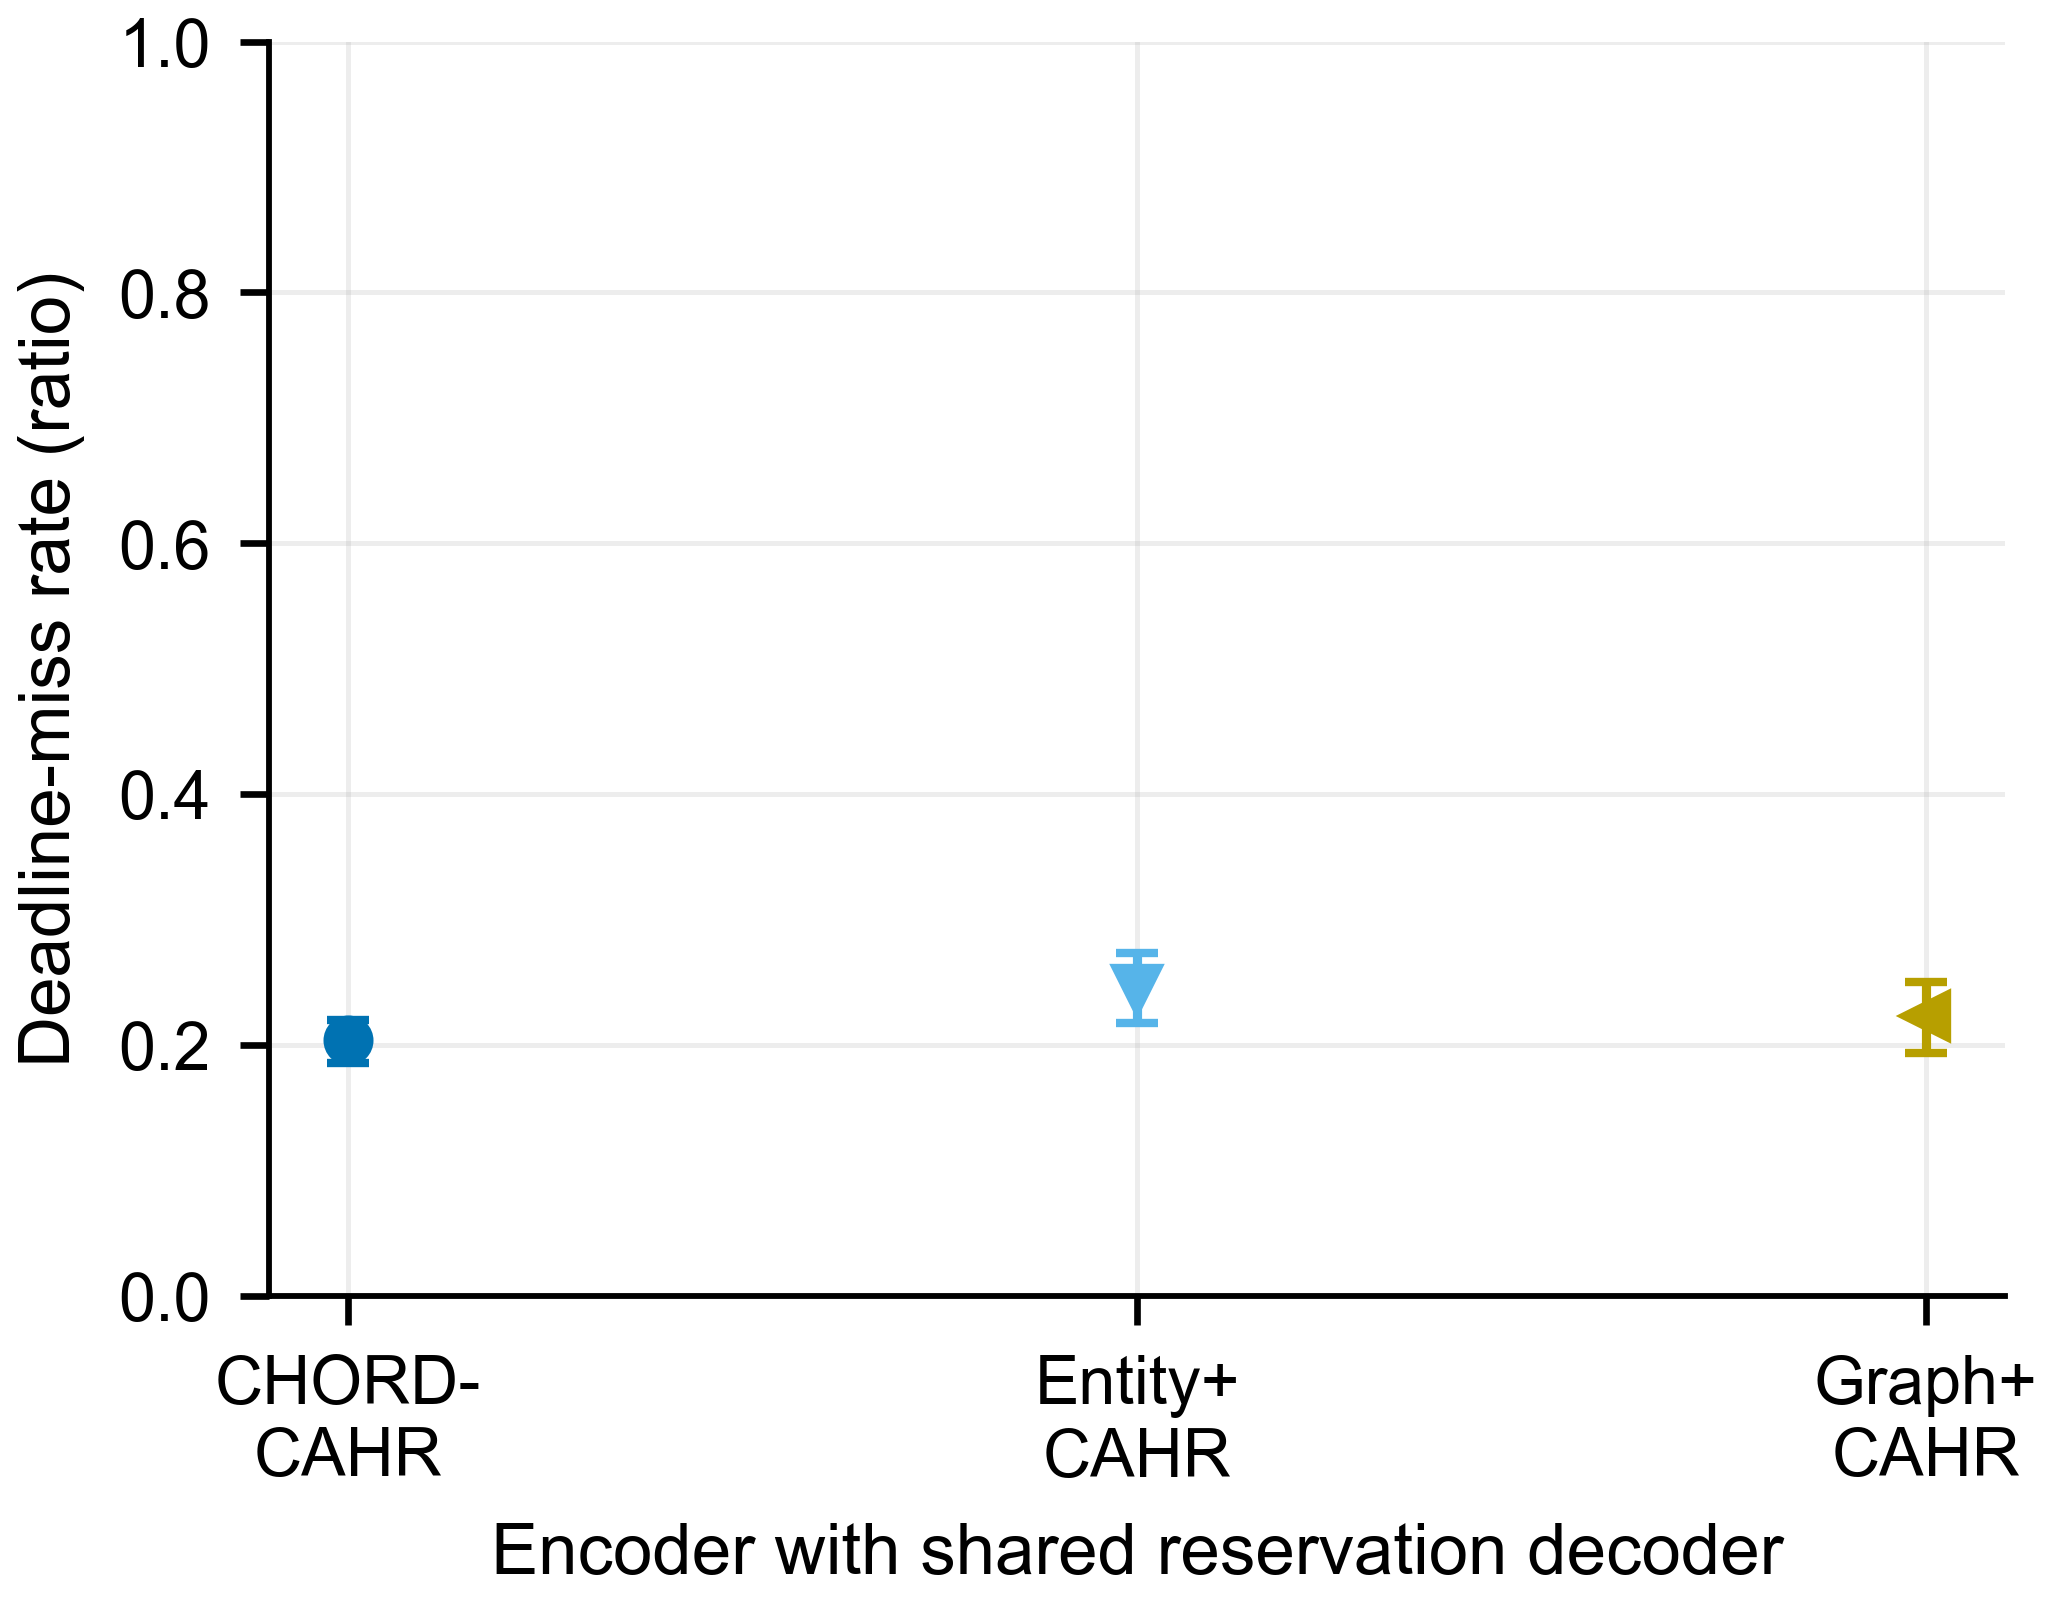 1.0
0.8
0.6
0.4
0.2
0.0
Deadline-miss rate (ratio)
CHORD-
CAHR
Entity+
CAHR
Graph+
CAHR
Encoder with shared reservation decoder